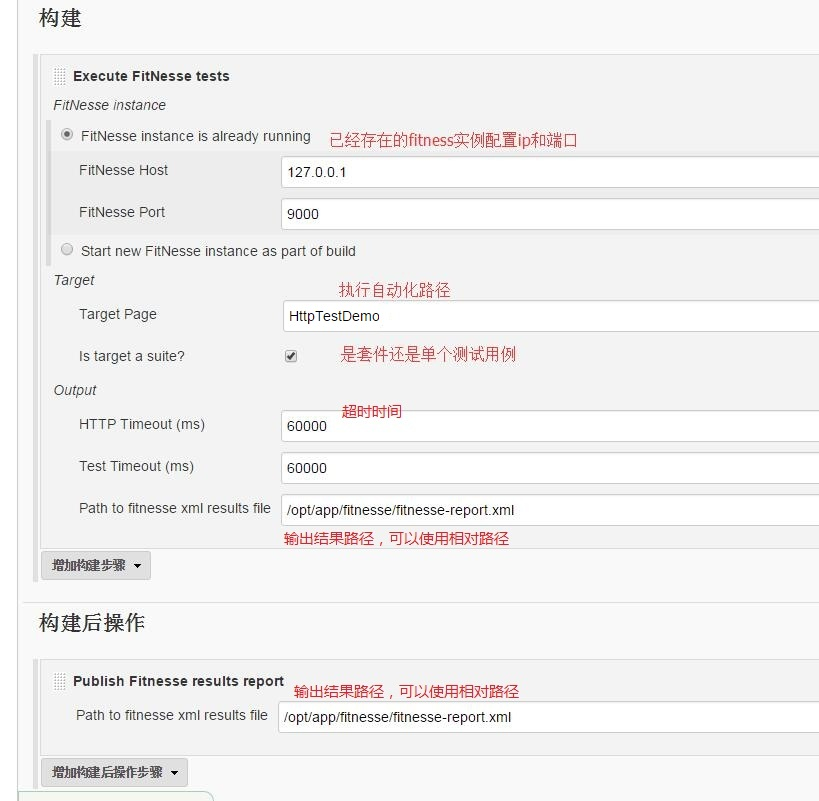 构建
Execute FitNesse tests
FitNesse instance
FitNesse instance is already running 已经存在的fitness实例配置ip和端口
FitNesse Host 127.0.0.1
FitNesse Port 9000
Start new FitNesse instance as part of build
Target
执行自动化路径
Target Page HttpTestDemo
Is target a suite? 是套件还是单个测试用例
Output
超时时间
HTTP Timeout (ms) 60000
Test Timeout (ms) 60000
Path to fitnesse xml results file /opt/app/fitnesse/fitnesse-report.xml
输出结果路径，可以使用相对路径
增加构建步骤
构建后操作
Publish Fitnesse results report 输出结果路径，可以使用相对路径
Path to fitnesse xml results file /opt/app/fitnesse/fitnesse-report.xml
增加构建后操作步骤